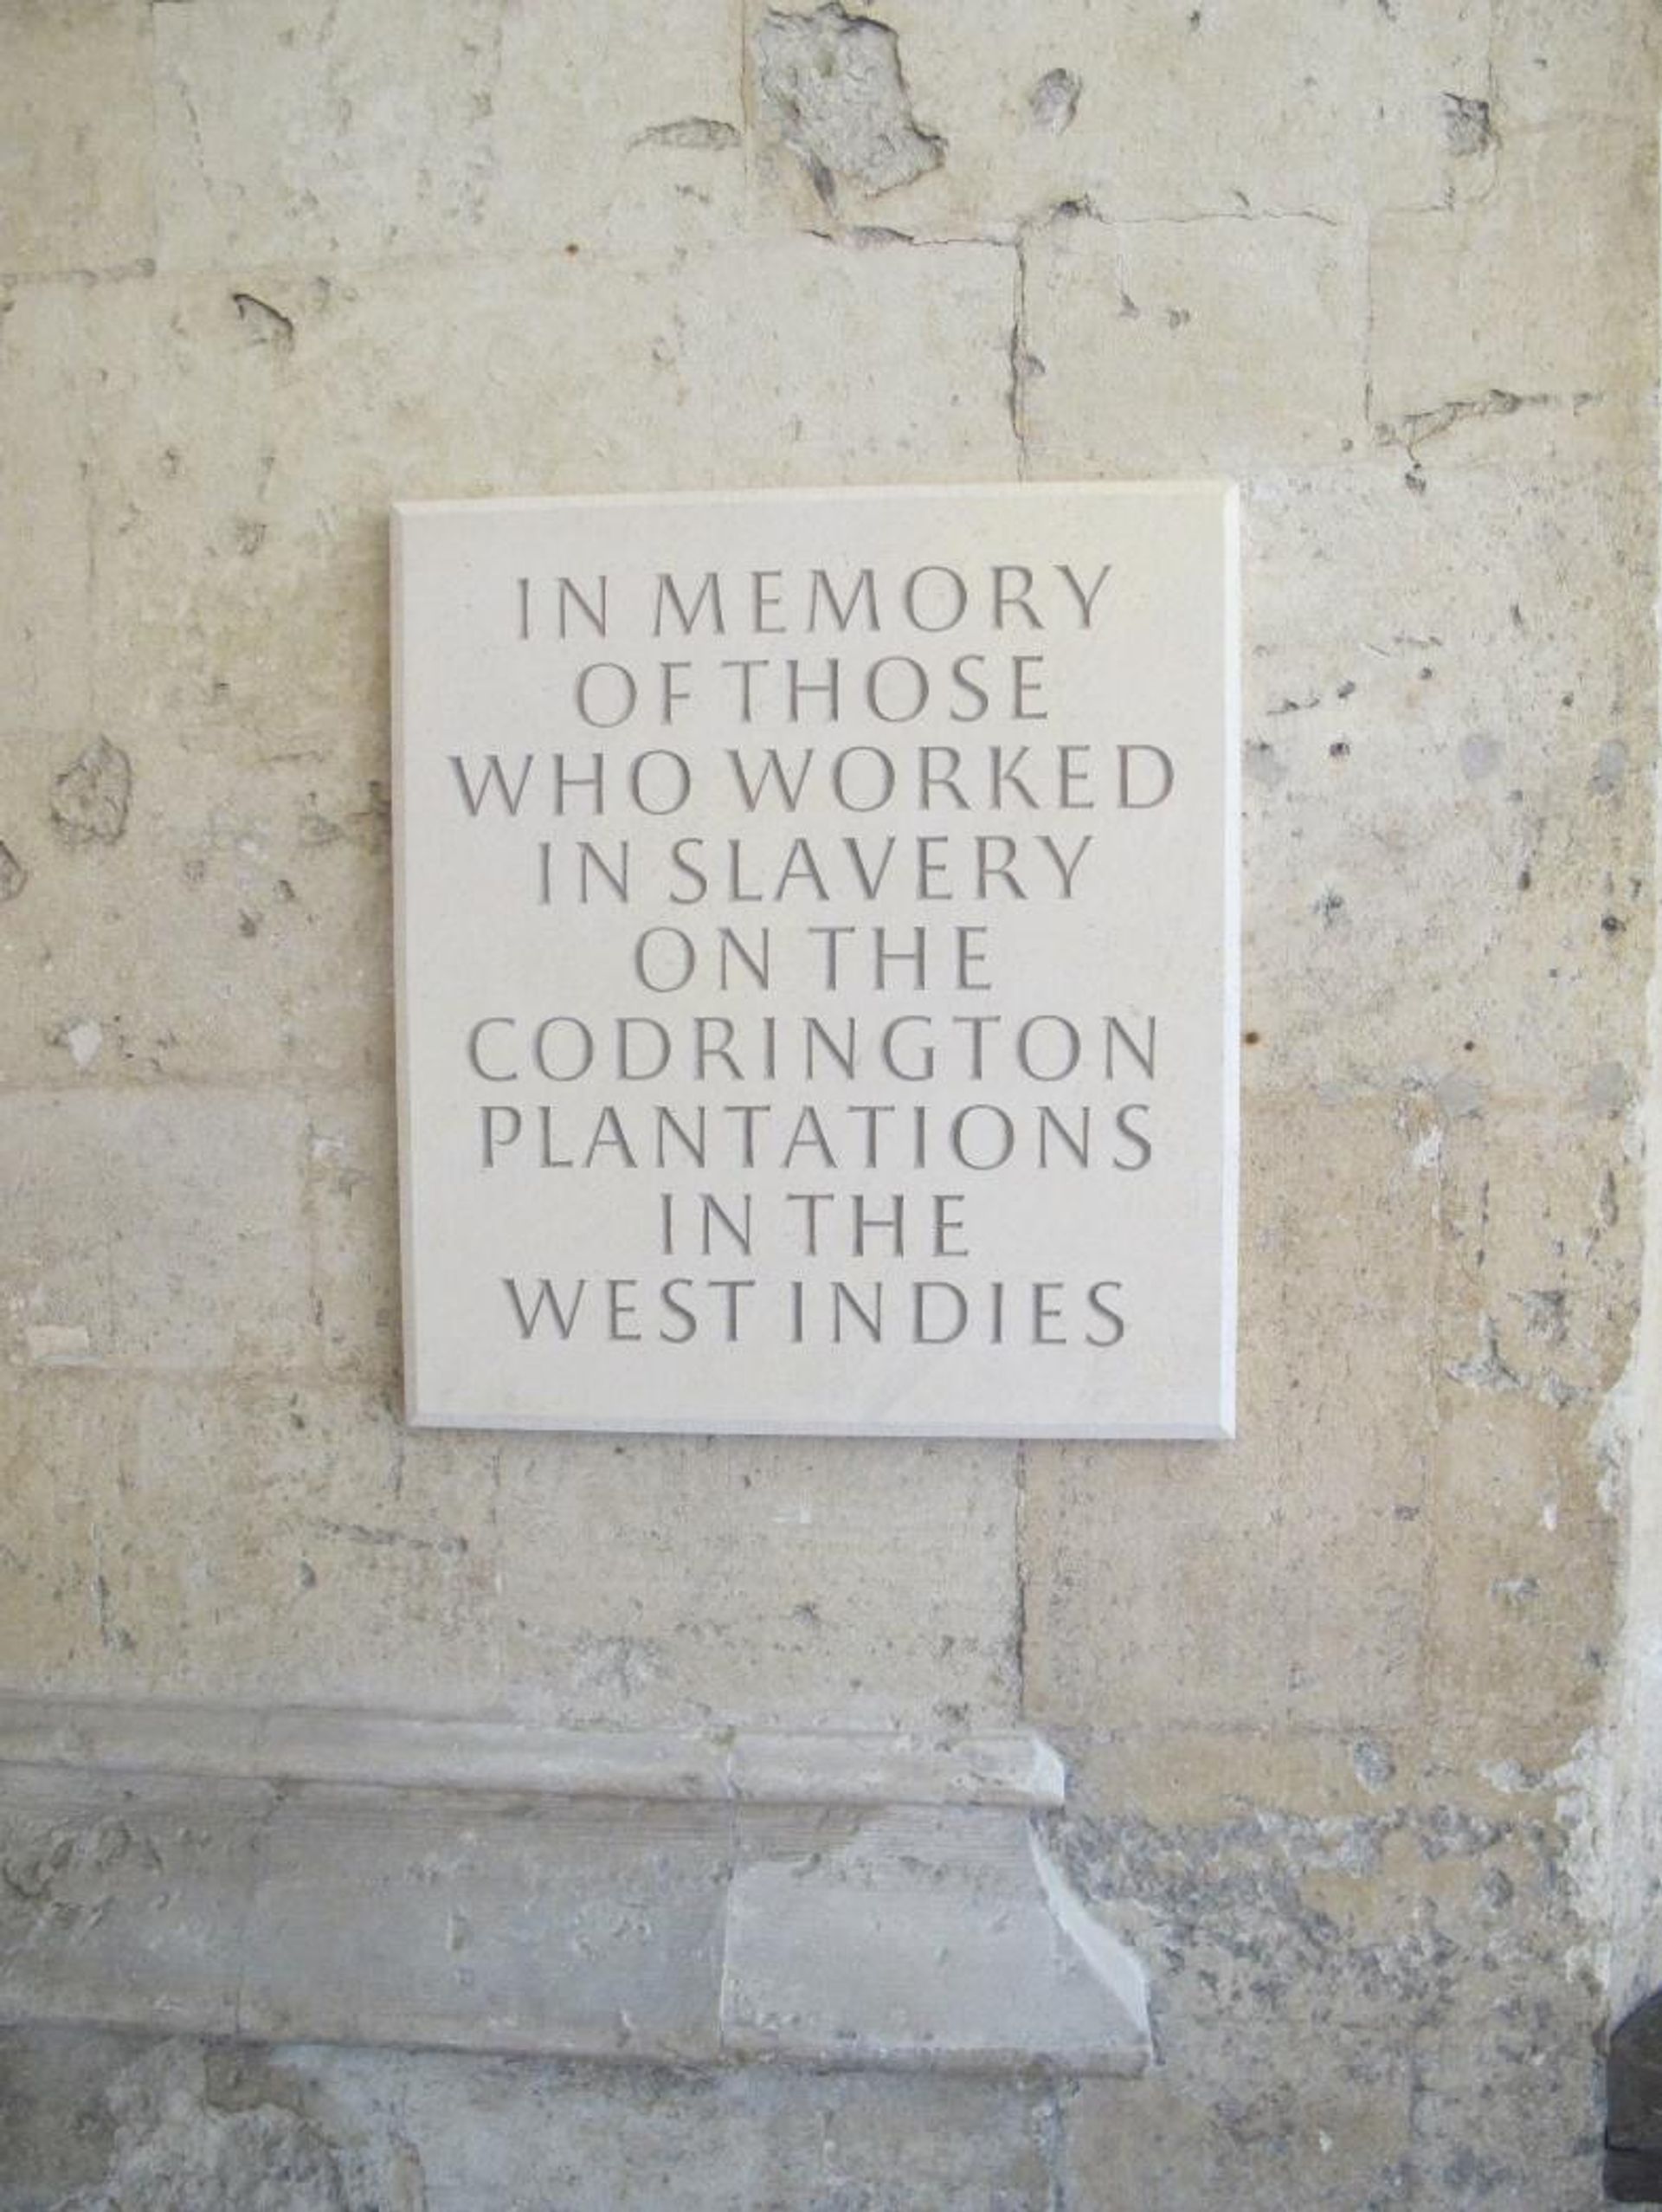 IN MEMORY
OF THOSE
WHO WORKED
IN SLAVERY
ON THE
CODRINGTON
PLANTATIONS
IN THE
WEST INDIES